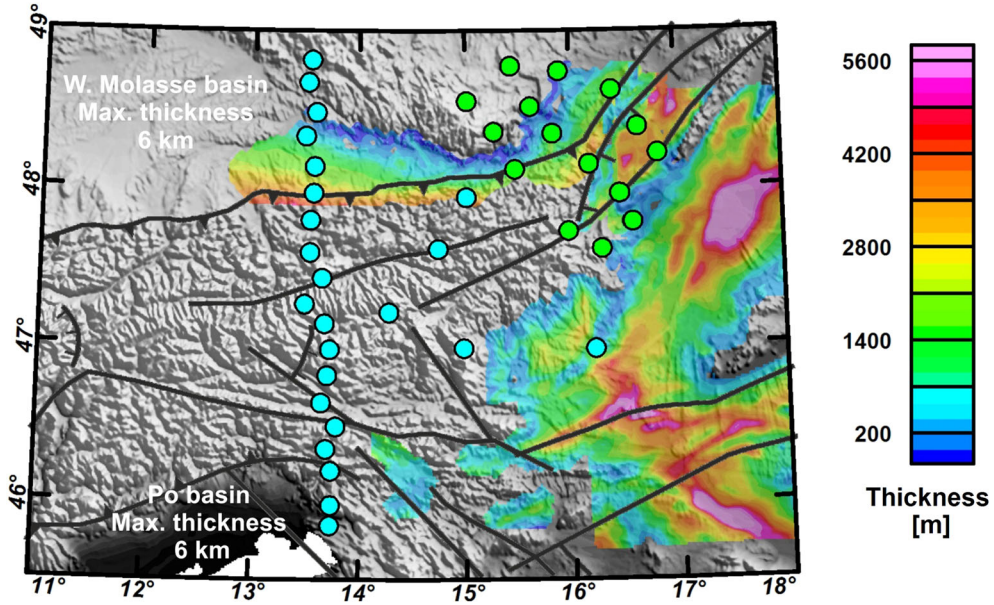 49°
W. Molasse basin
Max. thickness
6 km
48°
47°
46°
Po basin
Max. thickness
6 km
11°
12°
13°
14°
15°
16°
17°
18°
5600
4200
2800
1400
200
Thickness
[m]